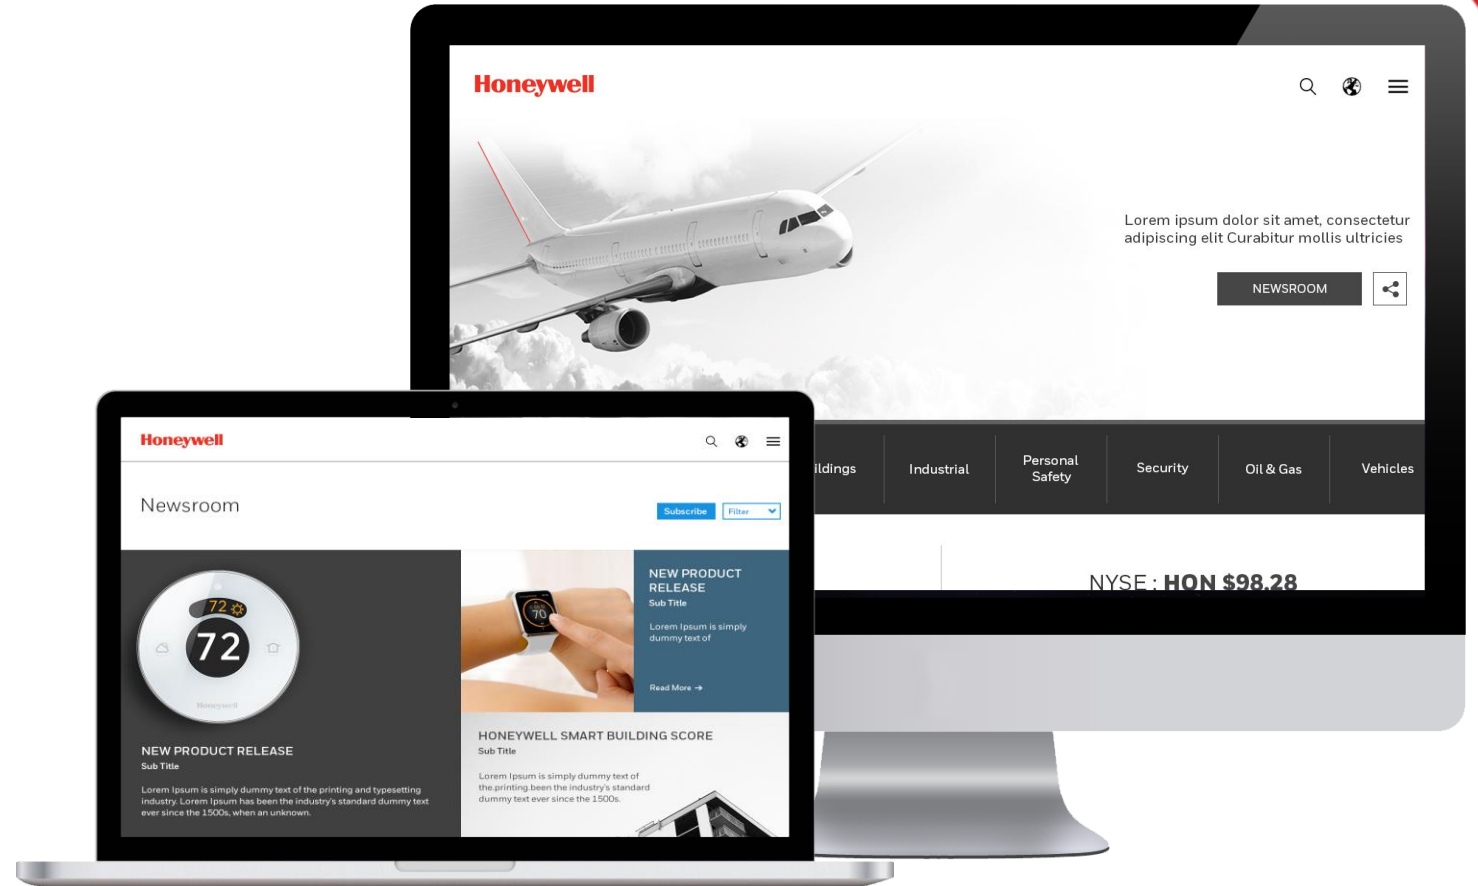 Honeywell
Lorem ipsum dolor sit amet, consectetur
adipiscing elit Curabitur mollis ultricies
NEWSROOM
ildings
Industrial
Personal
Safety
Security
Oil & Gas
Vehicles
NYSE : HON $98.28
Honeywell
Newsroom
Subscribe
Filter
72
72
Honeywell
NEW PRODUCT RELEASE
Sub Title
Lorem Ipsum is simply dummy text of the printing and typesetting
industry. Lorem Ipsum has been the industry's standard dummy text
ever since the 1500s, when an unknown.
70
NEW PRODUCT
RELEASE
Sub Title
Lorem Ipsum is simply
dummy text of
Read More →
HONEYWELL SMART BUILDING SCORE
Sub Title
Lorem Ipsum is simply dummy text of
the.printing.been the industry's standard
dummy text ever since the 1500s.